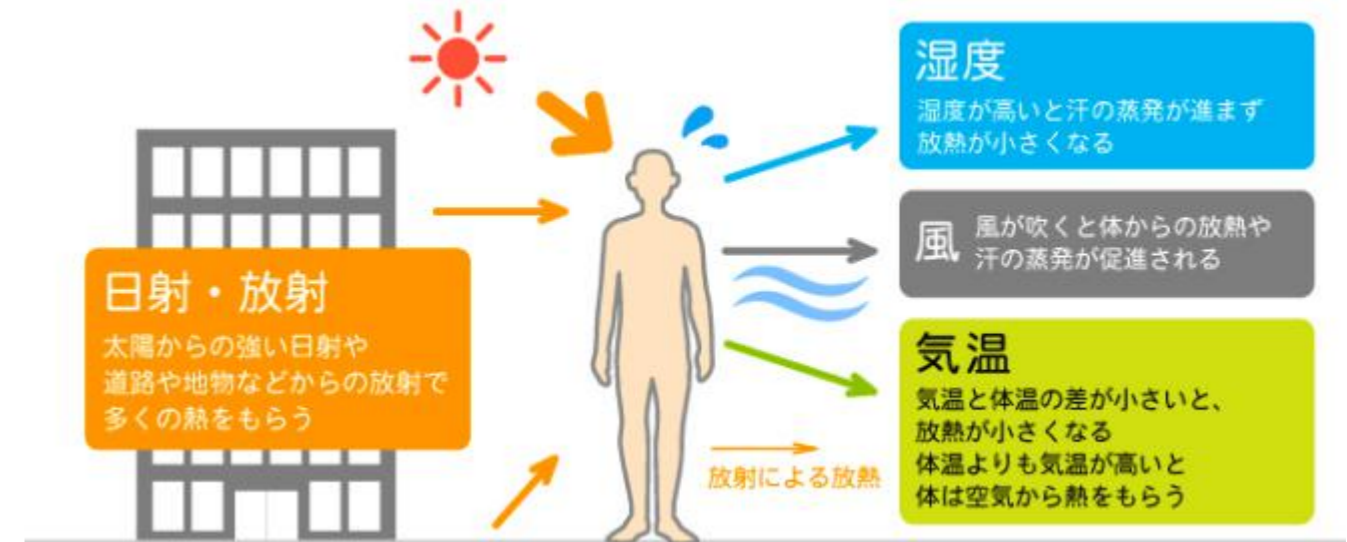 日射・放射
太陽からの強い日射や
道路や地物などからの放射で
多くの熱をもらう
放射による放熱
湿度
湿度が高いと汗の蒸発が進まず
放熱が小さくなる
風
風が吹くと体からの放熱や
汗の蒸発が促進される
気温
気温と体温の差が小さいと、
放熱が小さくなる
体温よりも気温が高いと
体は空気から熱をもらう